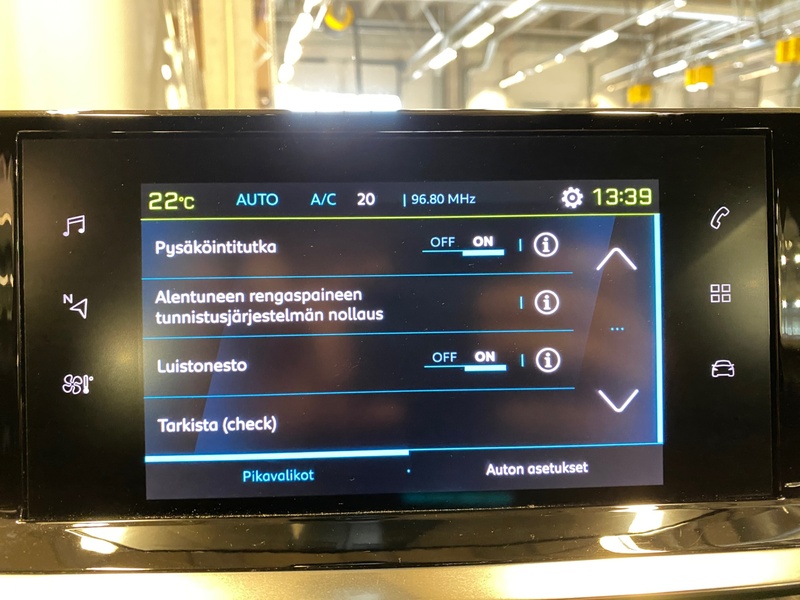 22°C AUTO A/C 20 | 96.80 MHz 13:39
Pysäköintitutka OFF ON
Alentuneen rengaspaineen
tunnistusjärjestelmän nollaus
Luistonesto OFF ON
Tarkista (check)
Pikavalikot Auton asetukset
N